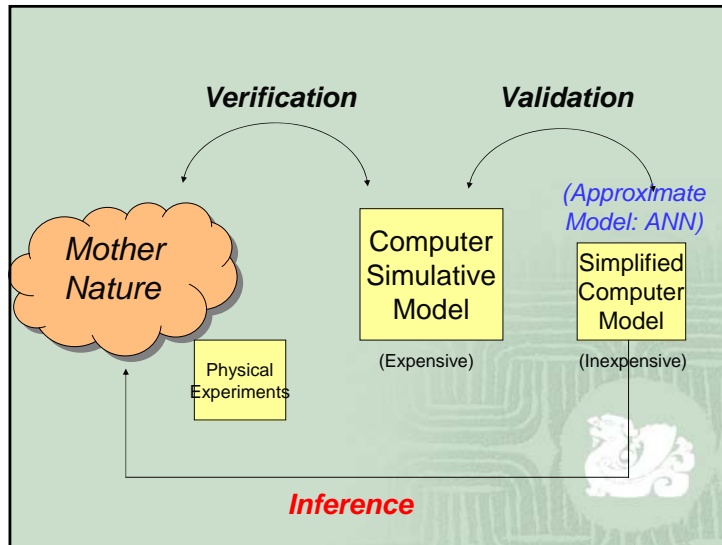 Verification
Validation
Mother
Nature
Computer
Simulative
Model
(Expensive)
(Approximate
Model: ANN)
Simplified
Computer
Model
(Inexpensive)
Physical
Experiments
Inference